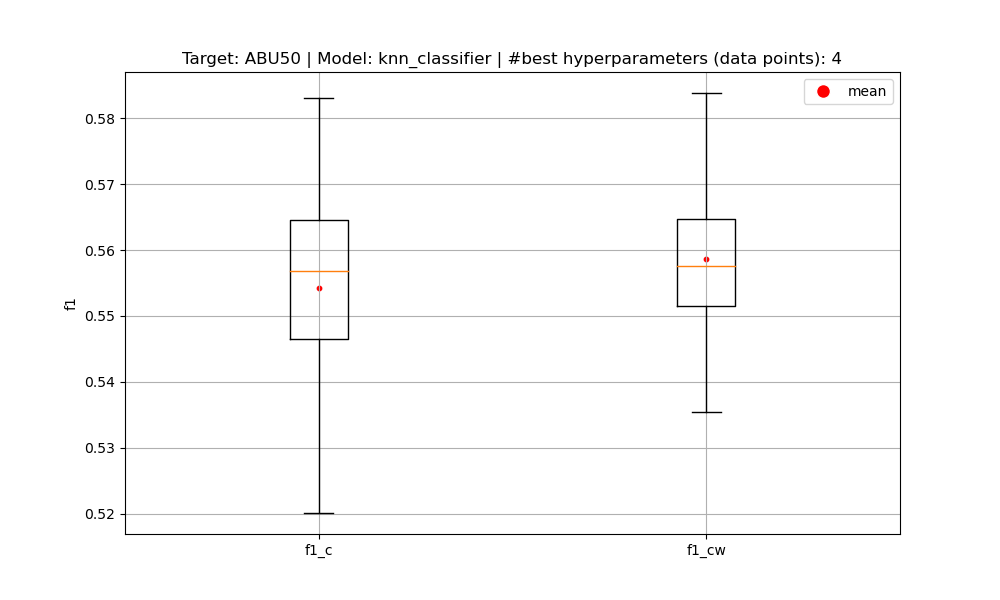 Target: ABU50 | Model: knn_classifier | #best hyperparameters (data points): 4
mean
0.58
0.57
0.56
0.55
0.54
0.53
0.52
f1
f1_c
f1_cw